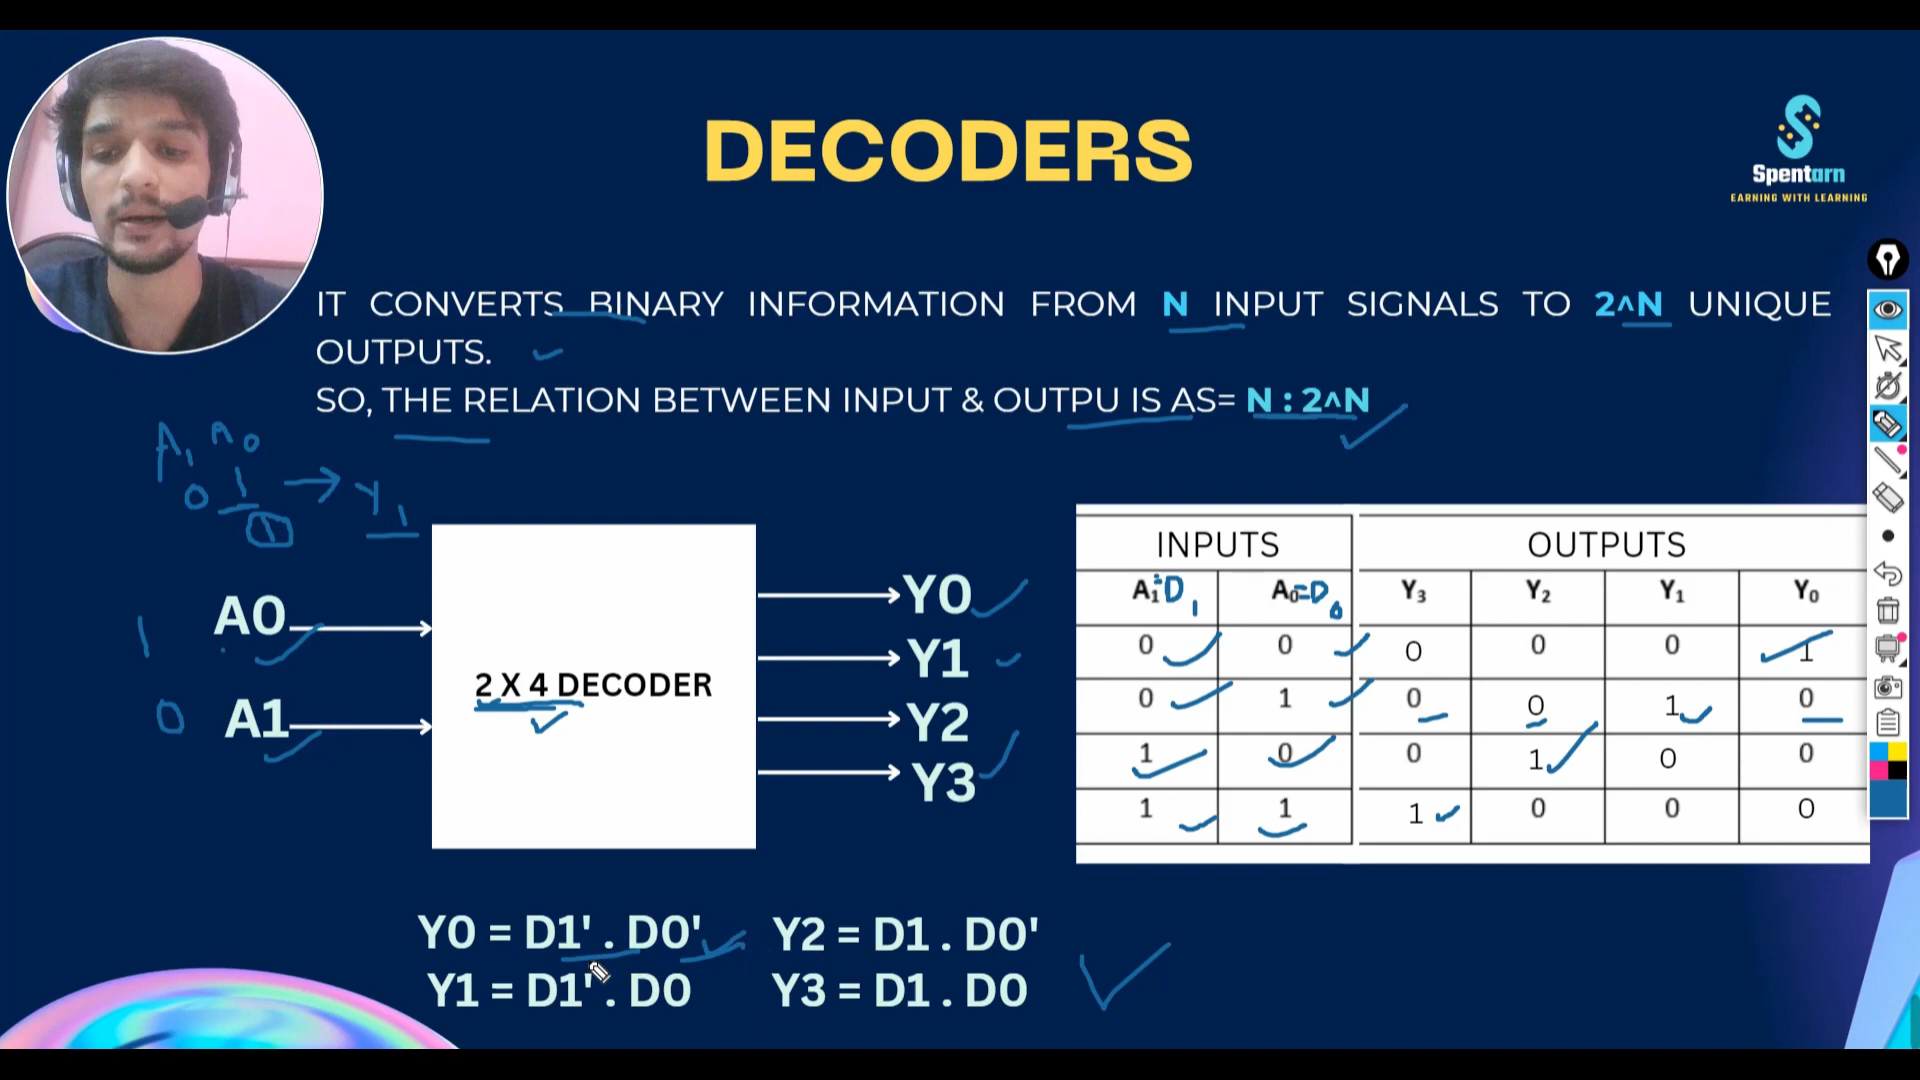 DECODERS
Spentarn
EARNING WITH LEARNING
IT CONVERTS BINARY INFORMATION FROM N INPUT SIGNALS TO 2^N UNIQUE
OUTPUTS.
SO, THE RELATION BETWEEN INPUT & OUTPU IS AS= N : 2^N
A1 A0
0 1 → Y1
1
1 A0
0 A1
2 X 4 DECODER
Y0
Y1
Y2
Y3
INPUTS OUTPUTS
A1=D1 A0=D0 Y3 Y2 Y1 Y0
0 0 0 0 0 1
0 1 0 0 1 0
1 0 0 1 0 0
1 1 1 0 0 0
Y0 = D1' . D0' Y2 = D1 . D0'
Y1 = D1' . D0 Y3 = D1 . D0